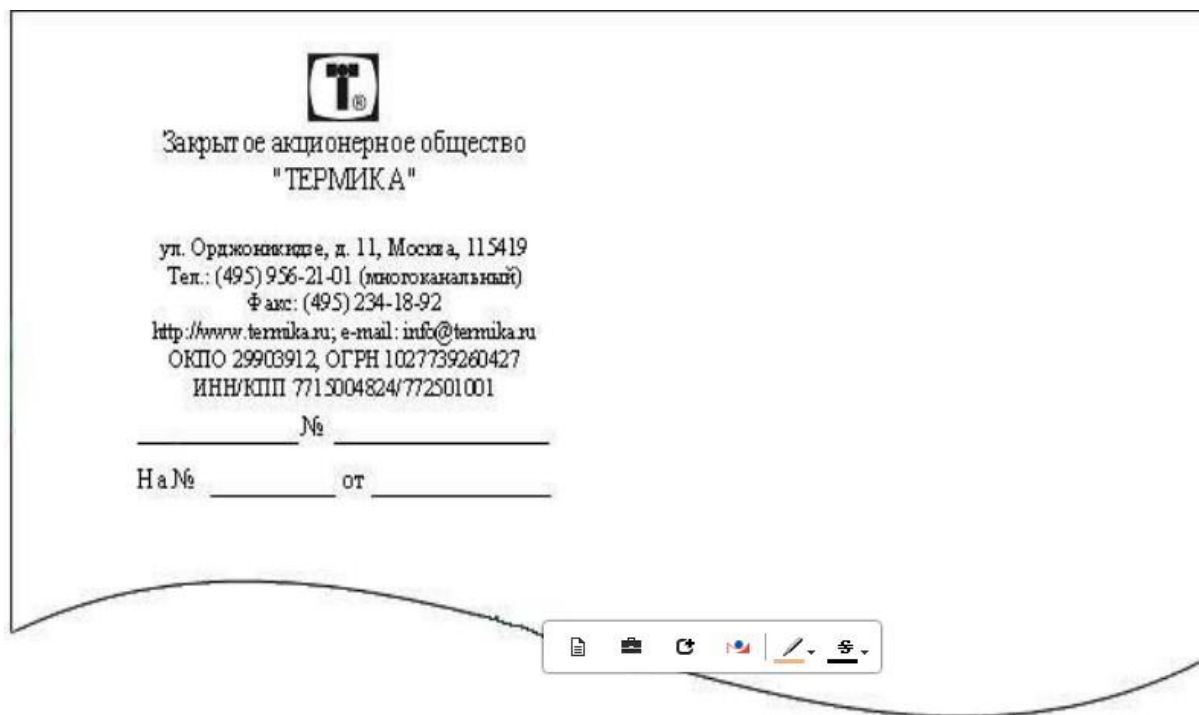 Т®
Закрытое акционерное общество
"ТЕРМИКА"
ул. Орджоникидзе, д. 11, Москва, 115419
Тел.: (495) 956-21-01 (многоканальный)
Факс: (495) 234-18-92
http://www.termika.ru; e-mail: info@termika.ru
ОКПО 29903912, ОГРН 1027739260427
ИНН/КПП 7715004824/772501001
№
На № от